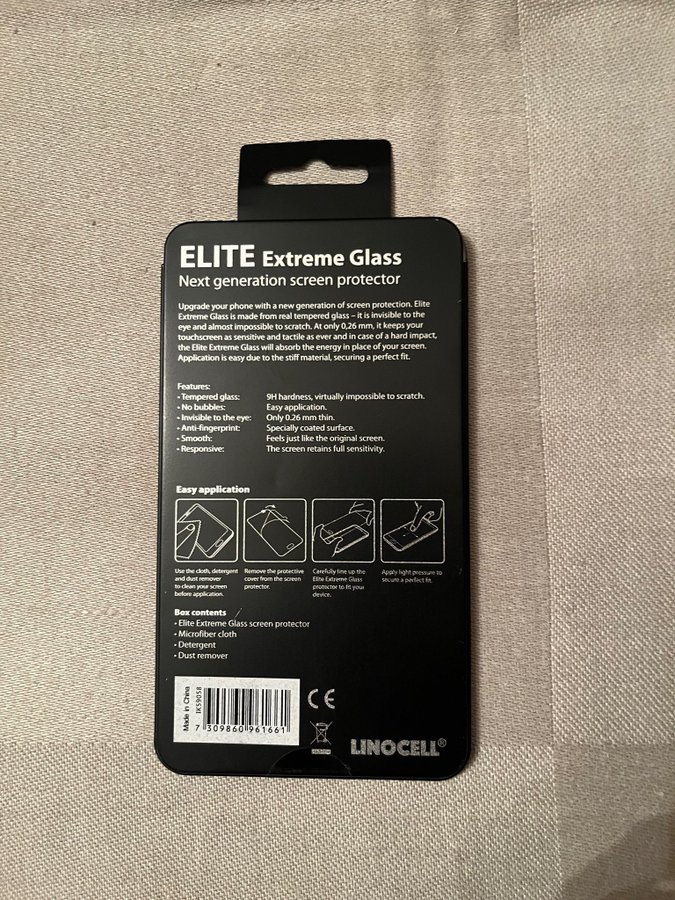 ELITE Extreme Glass
Next generation screen protector
Upgrade your phone with a new generation of screen protection. Elite
Extreme Glass is made from real tempered glass – it is invisible to the
eye and almost impossible to scratch. At only 0,26 mm, it keeps your
touchscreen as sensitive and tactile as ever and in case of a hard impact,
the Elite Extreme Glass will absorb the energy in place of your screen.
Application is easy due to the stiff material, securing a perfect fit.
Features:
• Tempered glass: 9H hardness, virtually impossible to scratch.
• No bubbles: Easy application.
• Invisible to the eye: Only 0.26 mm thin.
• Anti-fingerprint: Specially coated surface.
• Smooth: Feels just like the original screen.
• Responsive: The screen retains full sensitivity.
Easy application
Use the cloth, detergent
and dust remover
to clean your screen
before application.
Remove the protective
cover from the screen
protector.
Carefully line up the
Elite Extreme Glass
protector to fit your
device.
Apply light pressure to
secure a perfect fit.
Box contents
• Elite Extreme Glass screen protector
• Microfiber cloth
• Detergent
• Dust remover
Made in China
IK59058
7 309860 961661
CE
LINOCELL®